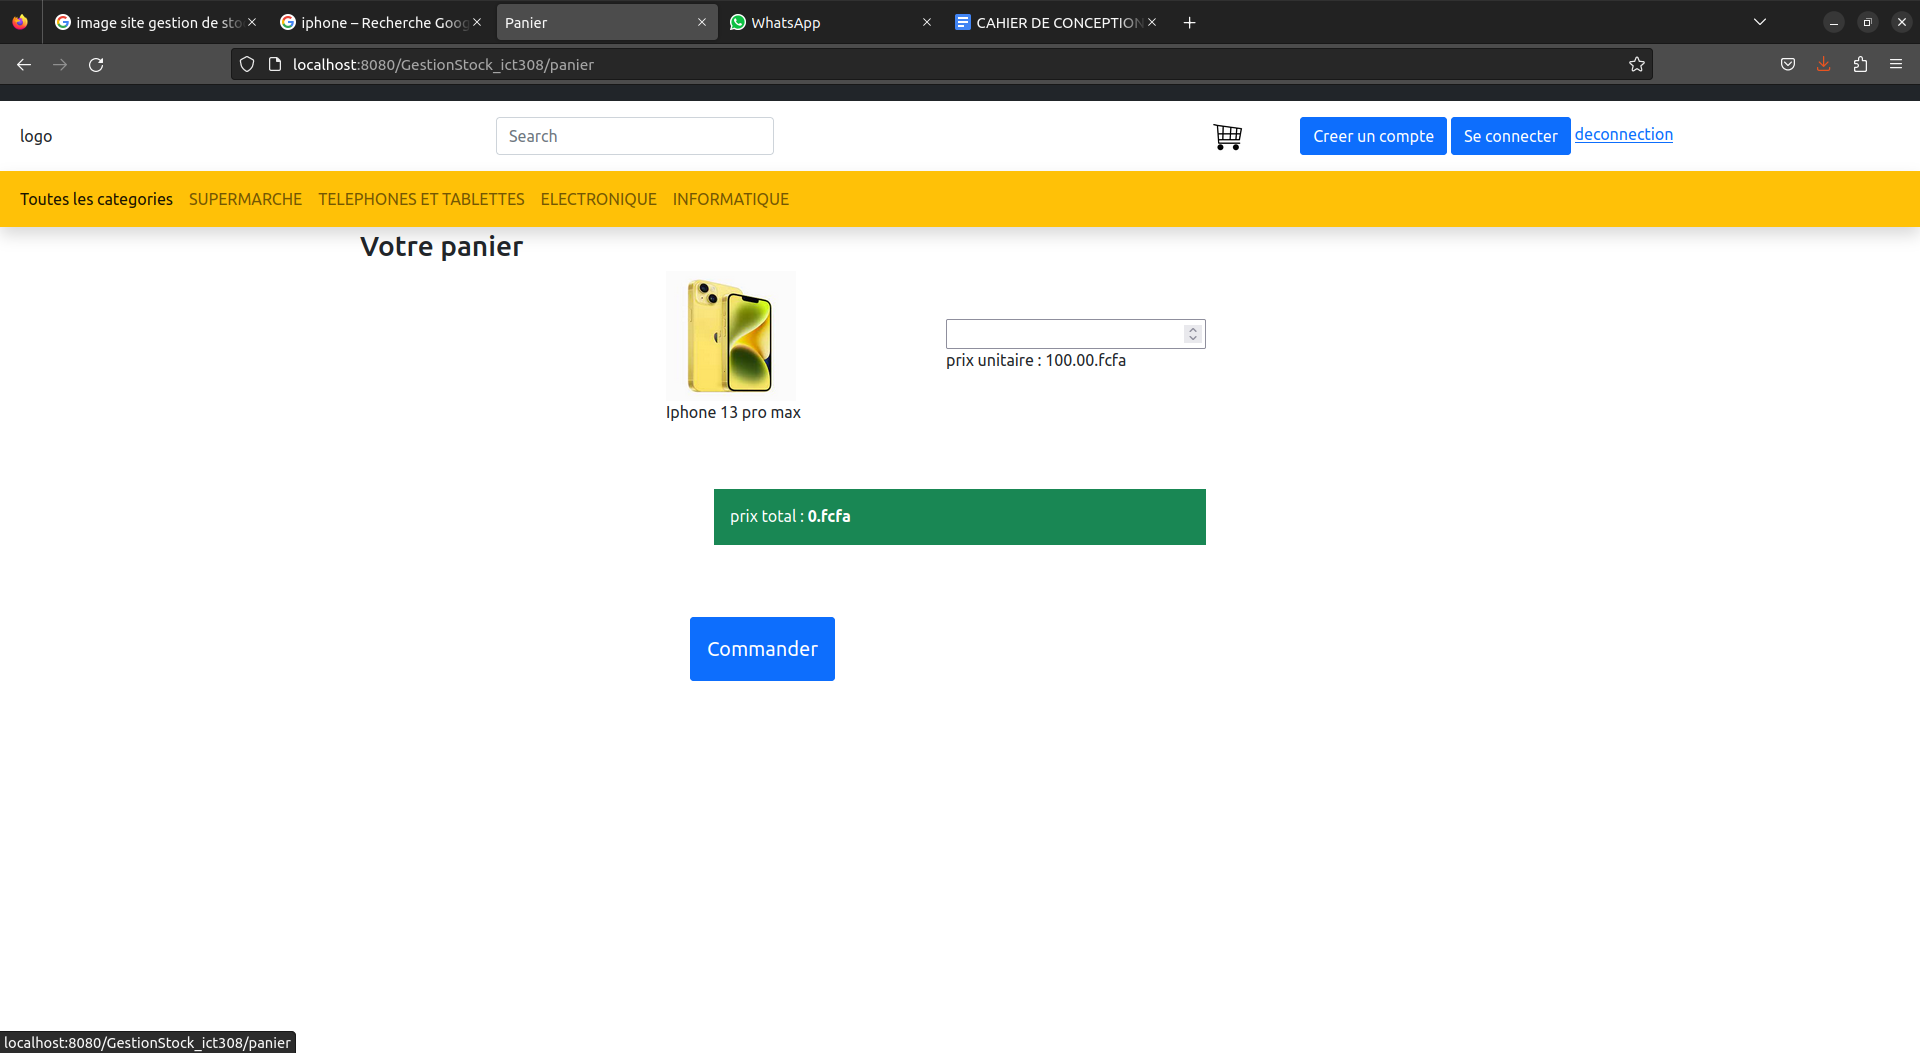 image site gestion de sto
iphone – Recherche Goog
Panier
WhatsApp
CAHIER DE CONCEPTION
localhost:8080/GestionStock_ict308/panier
logo
Search
Creer un compte
Se connecter
deconnection
Toutes les categories
SUPERMARCHE
TELEPHONES ET TABLETTES
ELECTRONIQUE
INFORMATIQUE
Votre panier
prix unitaire : 100.00.fcfa
Iphone 13 pro max
prix total : 0.fcfa
Commander
localhost:8080/GestionStock_ict308/panier